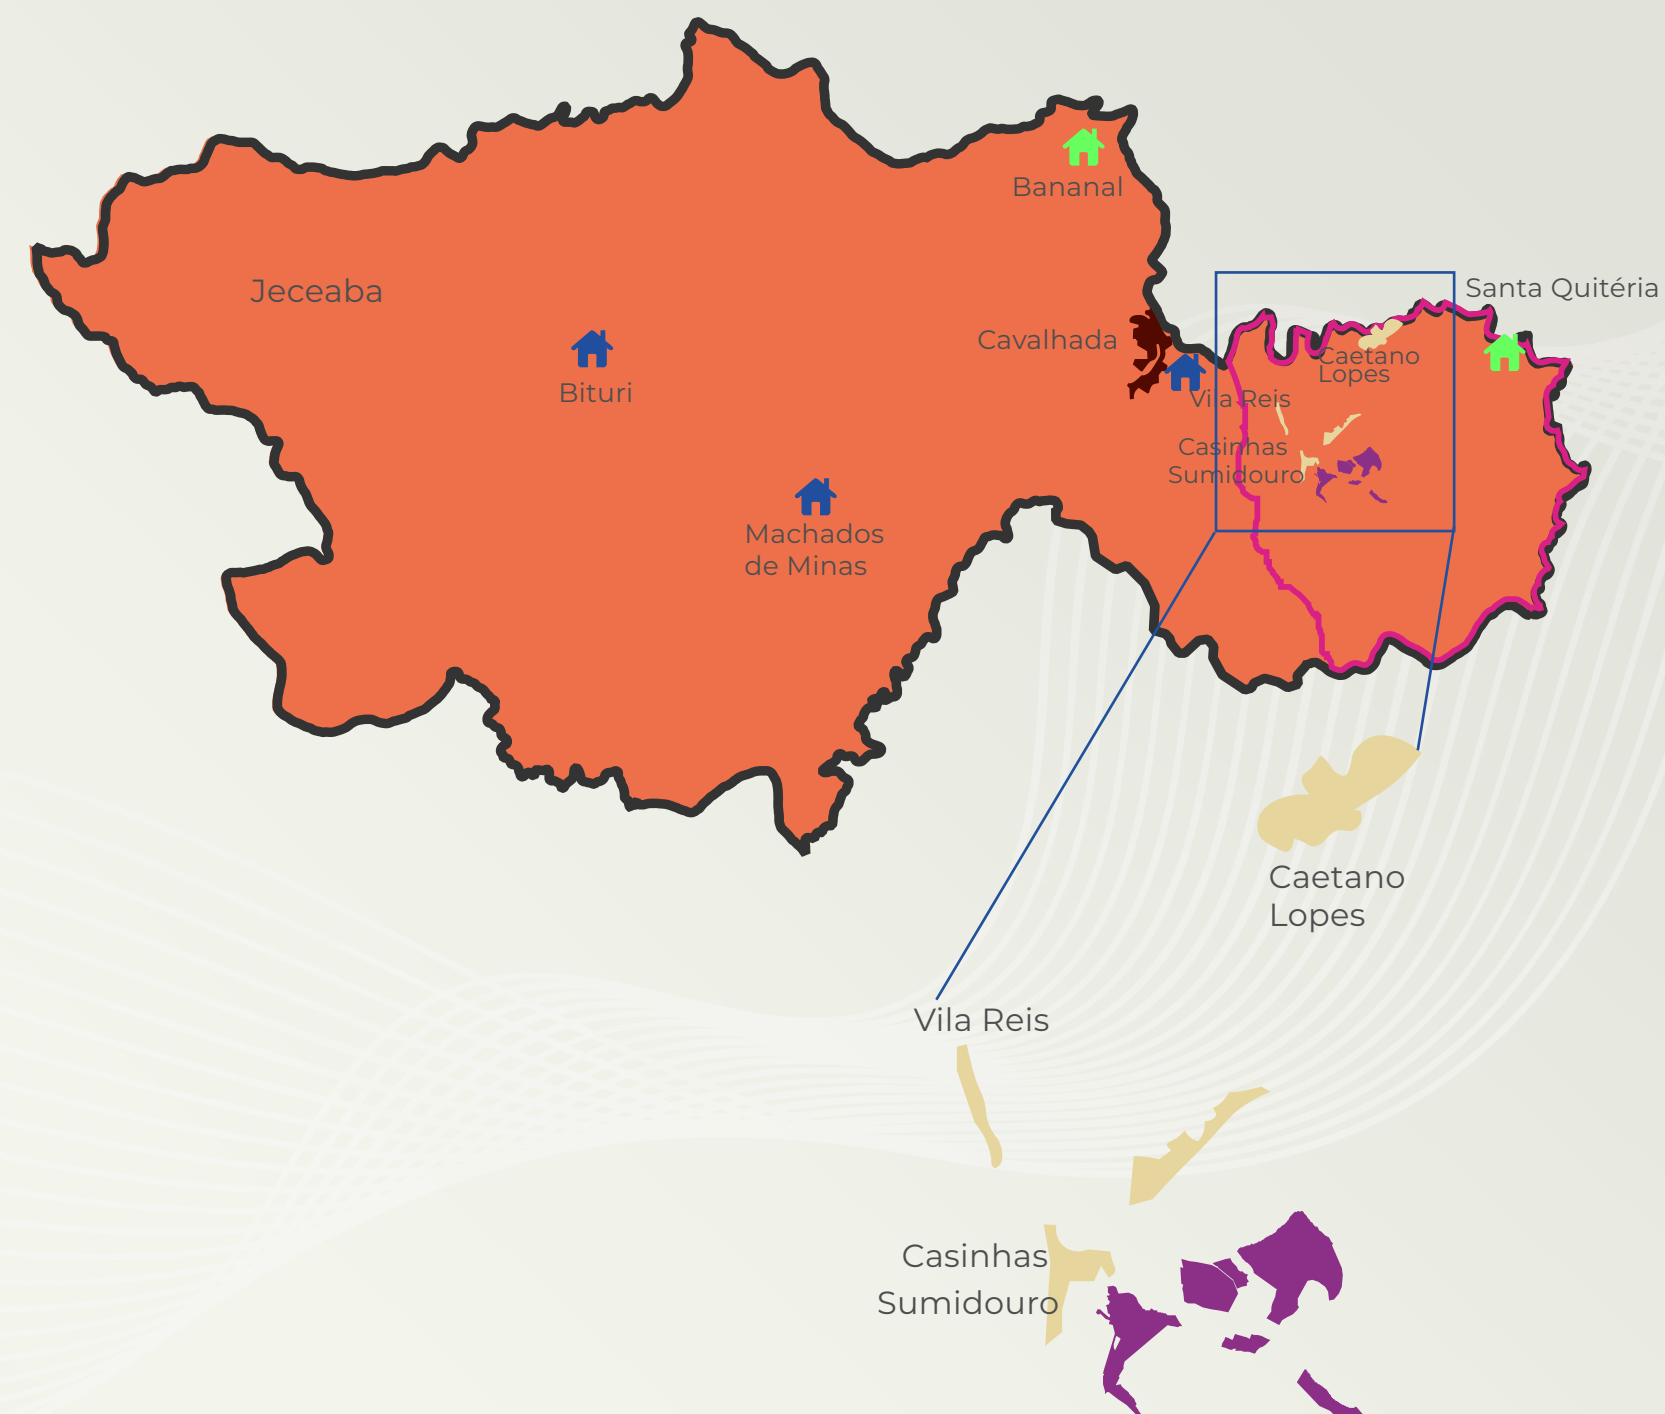 Bananal
Jeceaba
Santa Quitéria
Cavalhada
Caetano
Lopes
Bituri
Vila Reis
Casinhas
Sumidouro
Machados
de Minas
Caetano
Lopes
Vila Reis
Casinhas
Sumidouro